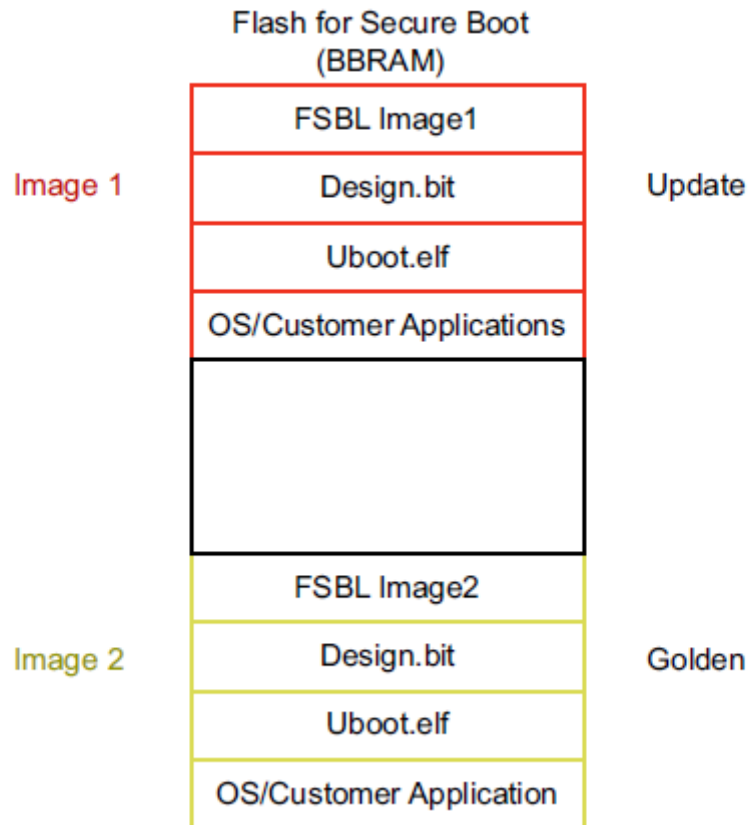 Flash for Secure Boot
(BBRAM)
FSBL Image1
Image 1
Design.bit
Update
Uboot.elf
OS/Customer Applications
FSBL Image2
Image 2
Design.bit
Golden
Uboot.elf
OS/Customer Application